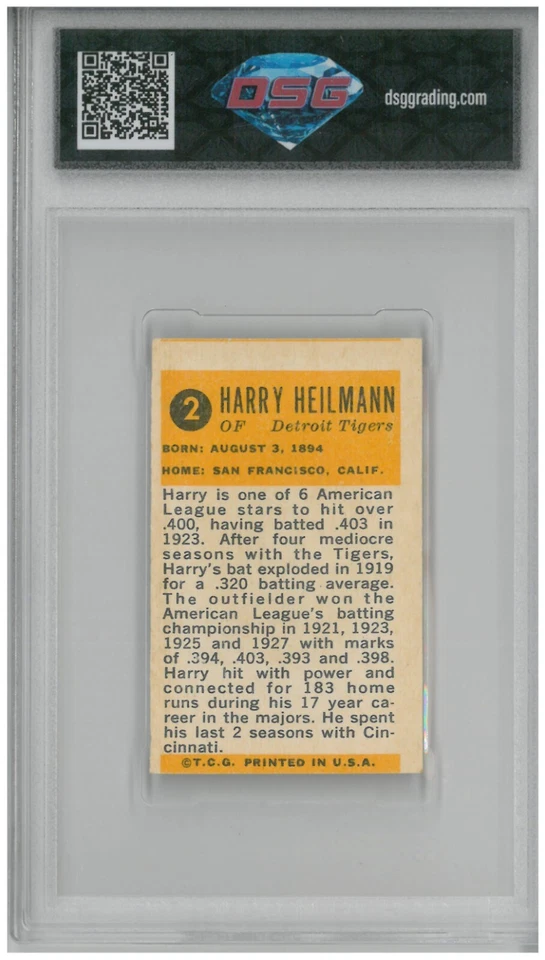 DSG
dsggrading.com
2
HARRY HEILMANN
OF Detroit Tigers
BORN: AUGUST 3, 1894
HOME: SAN FRANCISCO, CALIF.
Harry is one of 6 American
League stars to hit over
.400, having batted .403 in
1923. After four mediocre
seasons with the Tigers,
Harry's bat exploded in 1919
for a .320 batting average.
The outfielder won the
American League's batting
championship in 1921, 1923,
1925 and 1927 with marks
of .394, .403, .393 and .398.
Harry hit with power and
connected for 183 home
runs during his 17 year ca-
reer in the majors. He spent
his last 2 seasons with Cin-
cinnati.
©T.C.G. PRINTED IN U.S.A.